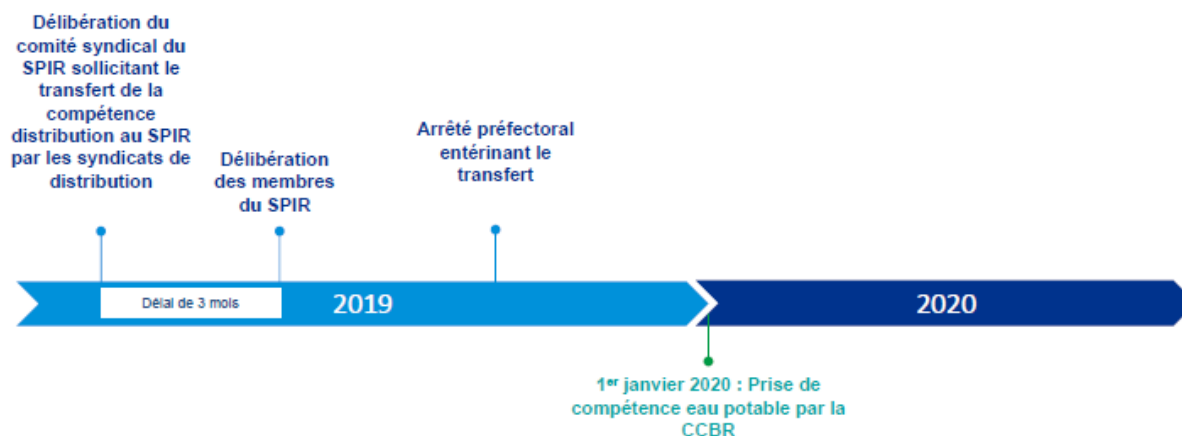 Délibération du
comité syndical du
SPIR sollicitant le
transfert de la
compétence
distribution au SPIR
par les syndicats de
distribution
Délibération
des membres
du SPIR
Arrêté préfectoral
entérinant le
transfert
Délai de 3 mois
2019
2020
1er janvier 2020 : Prise de
compétence eau potable par la
CCBR